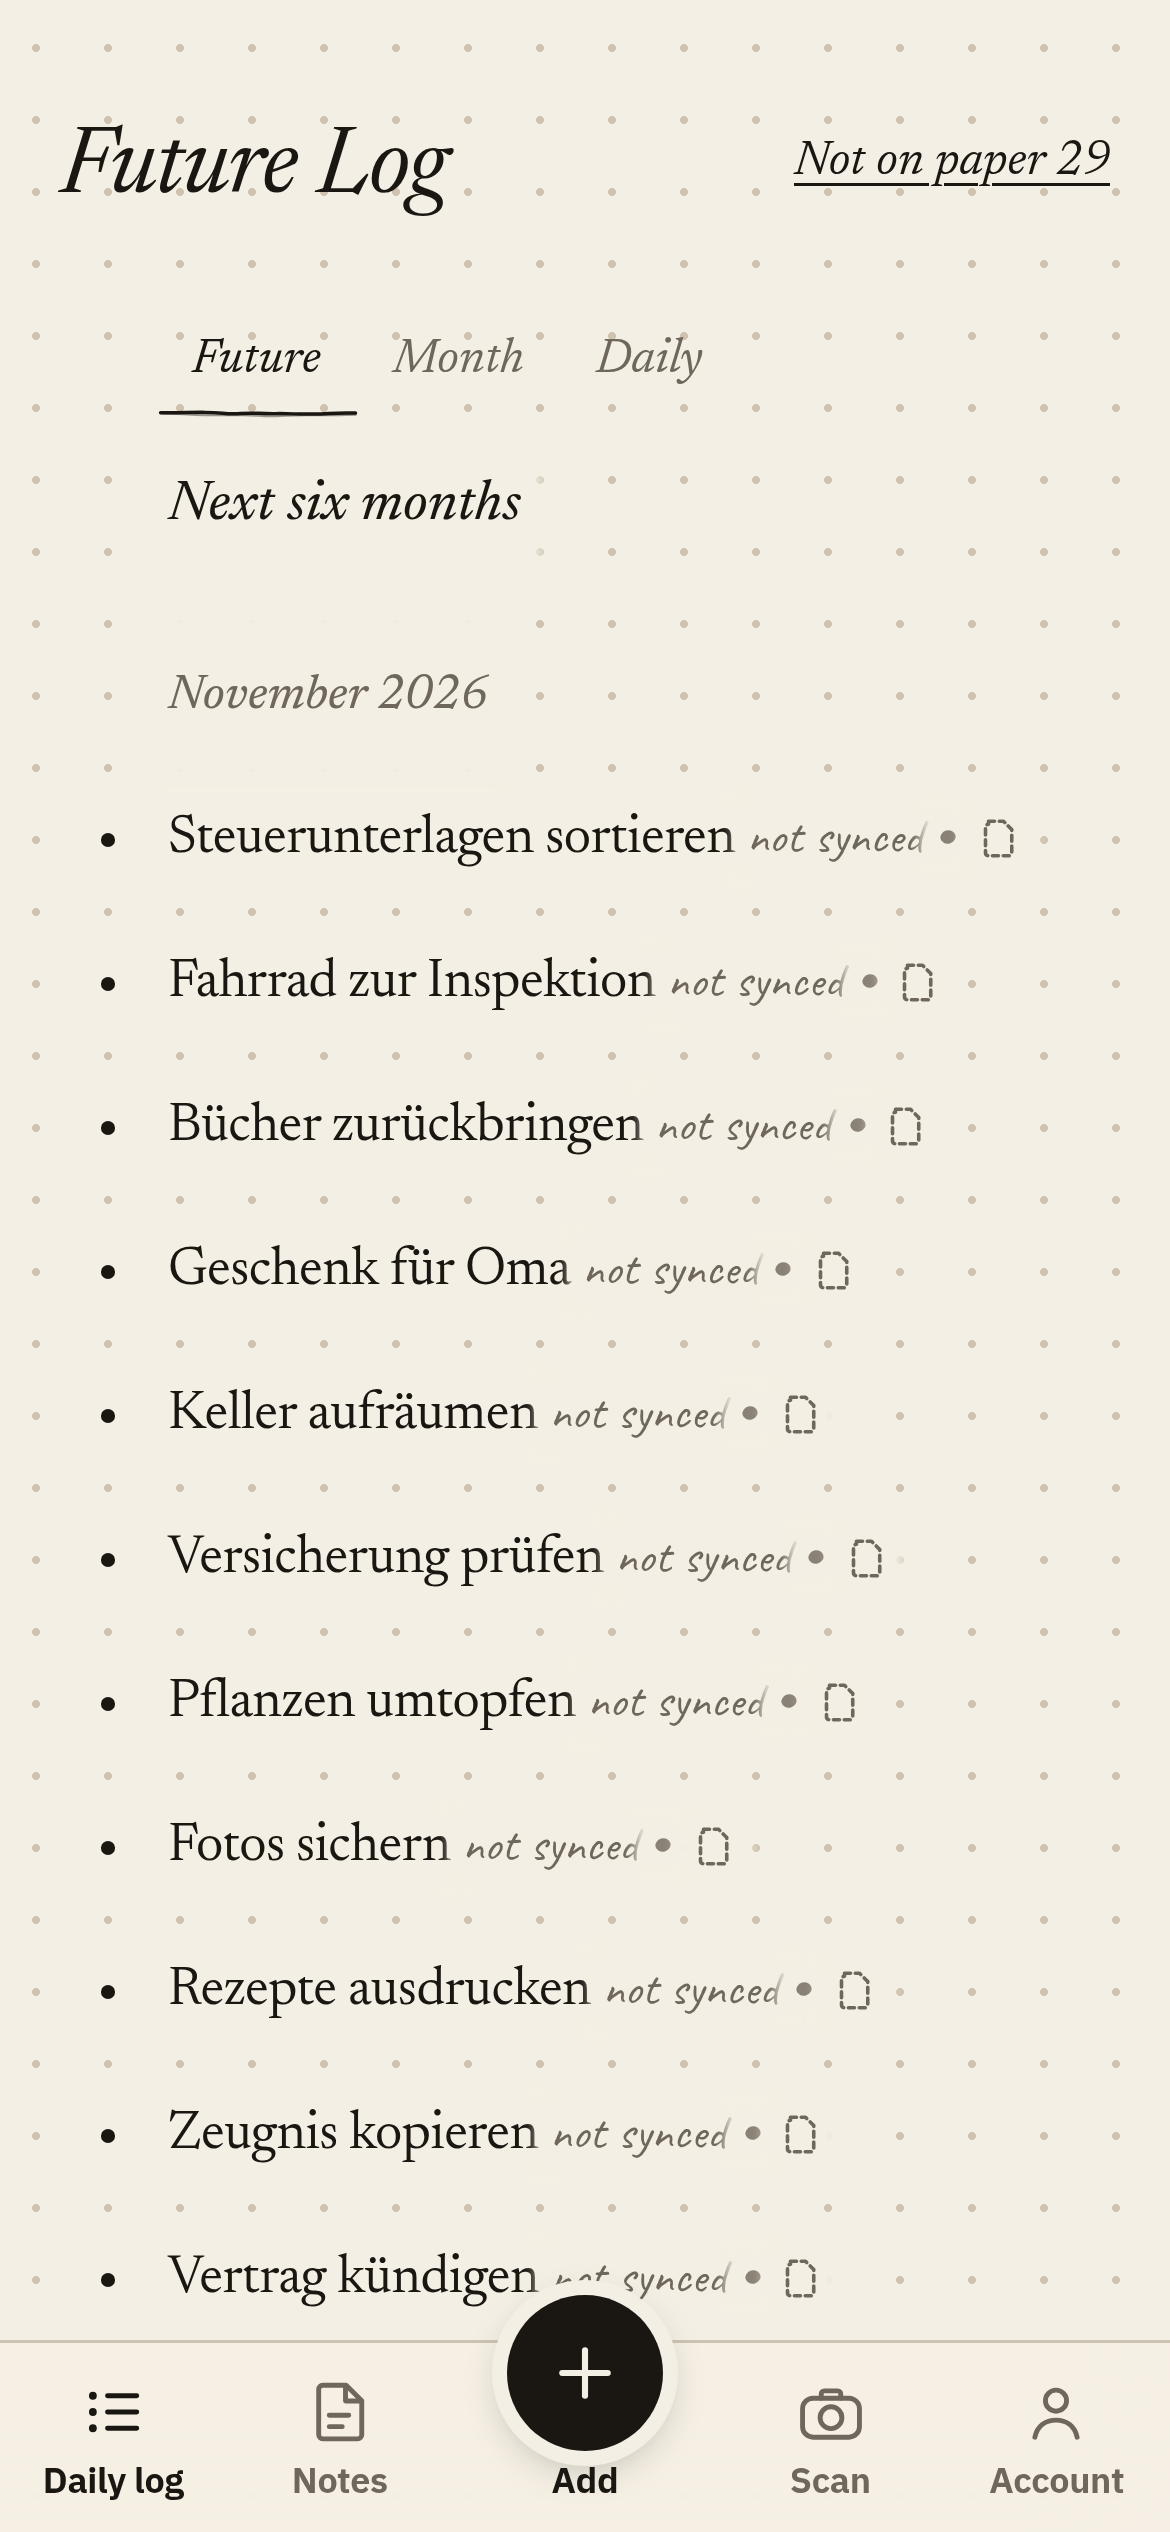 Future Log
Not on paper 29
Future Month Daily
Next six months
November 2026
Steuerunterlagen sortieren not synced
Fahrrad zur Inspektion not synced
Bücher zurückbringen not synced
Geschenk für Oma not synced
Keller aufräumen not synced
Versicherung prüfen not synced
Pflanzen umtopfen not synced
Fotos sichern not synced
Rezepte ausdrucken not synced
Zeugnis kopieren not synced
Vertrag kündigen not synced
Daily log Notes Add Scan Account